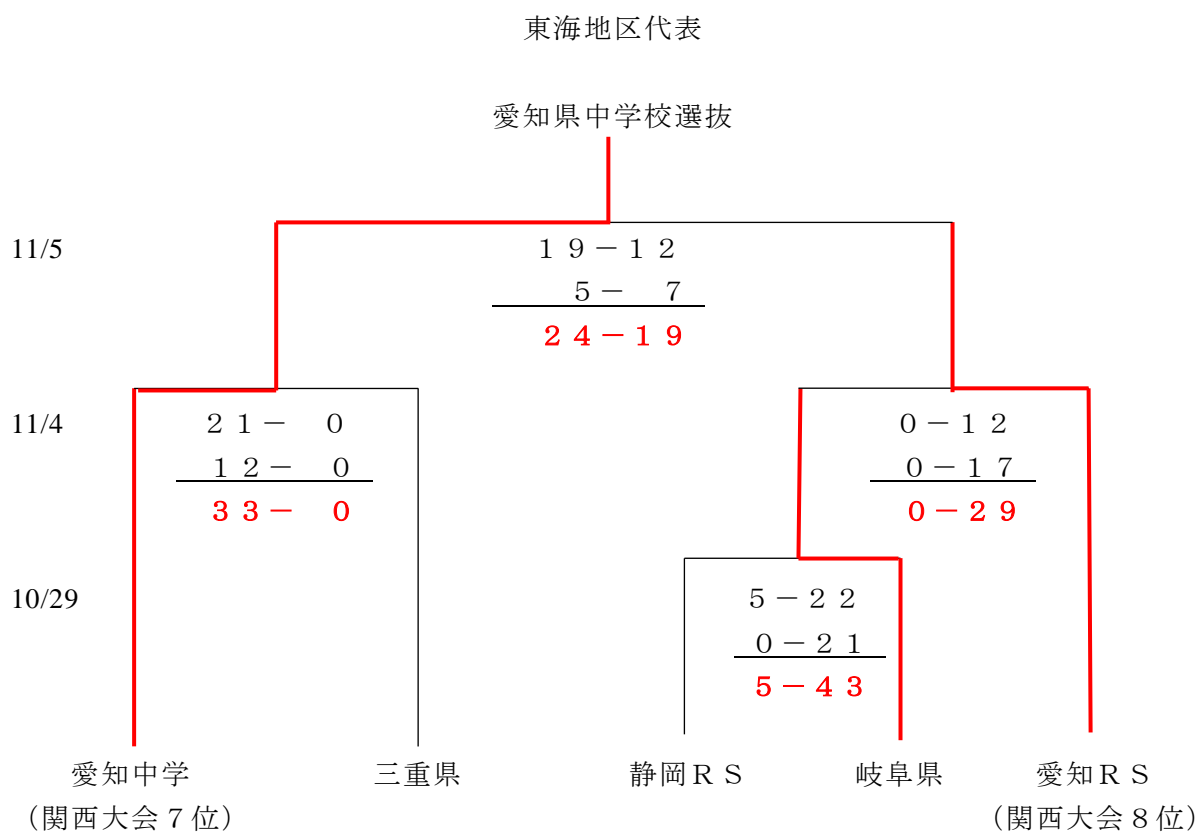 東海地区代表
愛知県中学校選抜
11/5
19-12
5- 7
24-19
11/4
21- 0
12- 0
33- 0
0-12
0-17
0-29
10/29
5-22
0-21
5-43
愛知中学
三重県
静岡RS
岐阜県
愛知RS
(関西大会7位)
(関西大会8位)